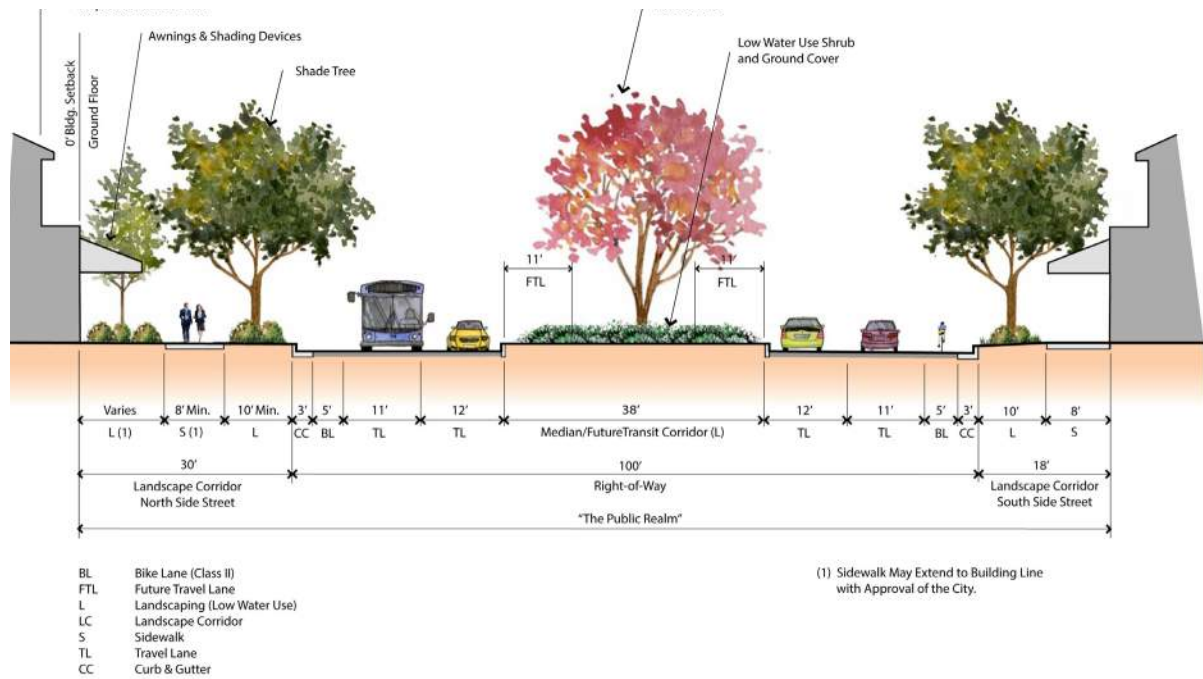 Awnings & Shading Devices
Shade Tree
Low Water Use Shrub
and Ground Cover
0' Bldg. Setback
Ground Floor
11'
FTL
11'
FTL
Varies
8' Min.
10' Min.
3'
5'
11'
12'
38'
12'
11'
5'
3'
10'
8'
L (1)
S (1)
L
CC
BL
TL
TL
Median/FutureTransit Corridor (L)
TL
TL
BL
CC
L
S
30'
100'
18'
Landscape Corridor
North Side Street
Right-of-Way
Landscape Corridor
South Side Street
"The Public Realm"
BL Bike Lane (Class II)
FTL Future Travel Lane
L Landscaping (Low Water Use)
LC Landscape Corridor
S Sidewalk
TL Travel Lane
CC Curb & Gutter
(1) Sidewalk May Extend to Building Line
with Approval of the City.